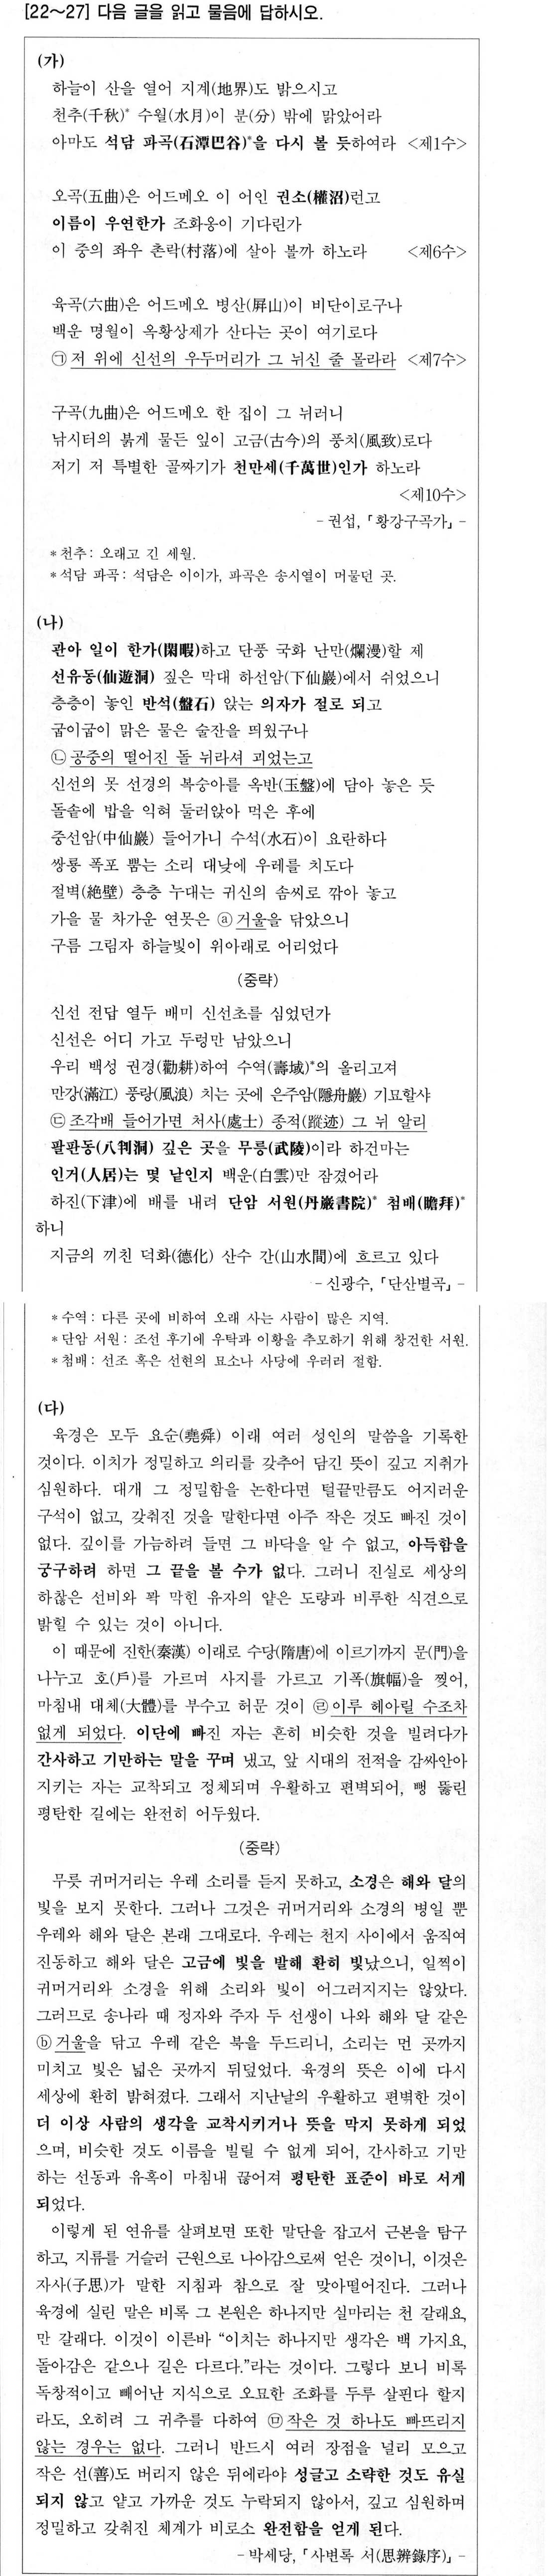 [22～27] 다음 글을 읽고 물음에 답하시오.
(가)
하늘이 산을 열어 지계(地界)도 밝으시고
천추(千秋)* 수월(水月)이 분(分) 밖에 맑았어라
아마도 석담 파곡(石潭巴谷)*을 다시 볼 듯하여라 <제1수>
오곡(五曲)은 어드메오 이 어인 권소(權沼)런고
이름이 우연한가 조화옹이 기다린가
이 중의 좌우 촌락(村落)에 살아 볼까 하노라 <제6수>
육곡(六曲)은 어드메오 병산(屛山)이 비단이로구나
백운 명월이 옥황상제가 산다는 곳이 여기로다
㉠ 저 위에 신선의 우두머리가 그 뉘신 줄 몰라라 <제7수>
구곡(九曲)은 어드메오 한 집이 그 뉘러니
낚시터의 붉게 물든 잎이 고금(古今)의 풍치(風致)로다
저기 저 특별한 골짜기가 천만세(千萬世)인가 하노라
<제10수>
- 권섭, 「황강구곡가」 -
* 천추: 오래고 긴 세월.
* 석담 파곡: 석담은 이이가, 파곡은 송시열이 머물던 곳.
(나)
관아 일이 한가(閑暇)하고 단풍 국화 난만(爛漫)할 제
선유동(仙遊洞) 짚은 막대 하선암(下仙巖)에서 쉬었으니
층층이 놓인 반석(盤石) 앉는 의자가 절로 되고
굽이굽이 맑은 물은 술잔을 띄웠구나
㉡ 공중의 떨어진 돌 뉘라셔 괴었는고
신선의 못 선경의 복숭아를 옥반(玉盤)에 담아 놓은 듯
돌솥에 밥을 익혀 둘러앉아 먹은 후에
중선암(中仙巖) 들어가니 수석(水石)이 요란하다
쌍룡 폭포 뿜는 소리 대낮에 우레를 치도다
절벽(絶壁) 층층 누대는 귀신의 솜씨로 깎아 놓고
가을 물 차가운 연못은 ⓐ 거울을 닦았으니
구름 그림자 하늘빛이 위아래로 어리었다
(중략)
신선 전답 열두 배미 신선초를 심었던가
신선은 어디 가고 두렁만 남았으니
우리 백성 권경(勸耕)하여 수역(壽域)*의 올리고져
만강(滿江) 풍랑(風浪) 치는 곳에 은주암(隱舟巖) 기묘할샤
㉢ 조각배 들어가면 처사(處士) 종적(蹤迹) 그 뉘 알리
팔판동(八判洞) 깊은 곳을 무릉(武陵)이라 하건마는
인거(人居)는 몇 낱인지 백운(白雲)만 잠겼어라
하진(下津)에 배를 내려 단암 서원(丹巖書院)* 첨배(瞻拜)*
하니
지금의 끼친 덕화(德化) 산수 간(山水間)에 흐르고 있다
- 신광수, 「단산별곡」 -
* 수역: 다른 곳에 비하여 오래 사는 사람이 많은 지역.
* 단암 서원: 조선 후기에 우탁과 이황을 추모하기 위해 창건한 서원.
* 첨배: 선조 혹은 선현의 묘소나 사당에 우러러 절함.
(다)
육경은 모두 요순(堯舜) 이래 여러 성인의 말씀을 기록한
것이다. 이치가 정밀하고 의리를 갖추어 담긴 뜻이 깊고 지취가
심원하다. 대개 그 정밀함을 논한다면 털끝만큼도 어지러운
구석이 없고, 갖춰진 것을 말한다면 아주 작은 것도 빠진 것이
없다. 깊이를 가늠하려 들면 그 바닥을 알 수 없고, 아득함을
궁구하려 하면 그 끝을 볼 수가 없다. 그러니 진실로 세상의
하찮은 선비와 꽉 막힌 유자의 얕은 도량과 비루한 식견으로
밝힐 수 있는 것이 아니다.
이 때문에 진한(秦漢) 이래로 수당(隋唐)에 이르기까지 문(門)을
나누고 호(戶)를 가르며 사지를 가르고 기폭(旗幅)을 찢어,
마침내 대체(大體)를 부수고 허문 것이 ㉣ 이루 헤아릴 수조차
없게 되었다. 이단에 빠진 자는 흔히 비슷한 것을 빌려다가
간사하고 기만하는 말을 꾸며 냈고, 앞 시대의 전적을 감싸안아
지키는 자는 교착되고 정체되며 우활하고 편벽되어, 뻥 뚫린
평탄한 길에는 완전히 어두웠다.
(중략)
무릇 귀머거리는 우레 소리를 듣지 못하고, 소경은 해와 달의
빛을 보지 못한다. 그러나 그것은 귀머거리와 소경의 병일 뿐
우레와 해와 달은 본래 그대로다. 우레는 천지 사이에서 움직여
진동하고 해와 달은 고금에 빛을 발해 환히 빛났으니, 일찍이
귀머거리와 소경을 위해 소리와 빛이 어그러지지는 않았다.
그러므로 송나라 때 정자와 주자 두 선생이 나와 해와 달 같은
ⓑ 거울을 닦고 우레 같은 북을 두드리니, 소리는 먼 곳까지
미치고 빛은 넓은 곳까지 뒤덮었다. 육경의 뜻은 이에 다시
세상에 환히 밝혀졌다. 그래서 지난날의 우활하고 편벽한 것이
더 이상 사람의 생각을 교착시키거나 뜻을 막지 못하게 되었
으며, 비슷한 것도 이름을 빌릴 수 없게 되어, 간사하고 기만
하는 선동과 유혹이 마침내 끊어져 평탄한 표준이 바로 서게
되었다.
이렇게 된 연유를 살펴보면 또한 말단을 잡고서 근본을 탐구
하고, 지류를 거슬러 근원으로 나아감으로써 얻은 것이니, 이것은
자사(子思)가 말한 지침과 참으로 잘 맞아떨어진다. 그러나
육경에 실린 말은 비록 그 본원은 하나지만 실마리는 천 갈래요,
만 갈래다. 이것이 이른바 “이치는 하나지만 생각은 백 가지요,
돌아감은 같으나 길은 다르다.”라는 것이다. 그렇다 보니 비록
독창적이고 빼어난 지식으로 오묘한 조화를 두루 살핀다 할지
라도, 오히려 그 귀추를 다하여 ㉤ 작은 것 하나도 빠뜨리지
않는 경우는 없다. 그러니 반드시 여러 장점을 널리 모으고
작은 선(善)도 버리지 않은 뒤에라야 성글고 소략한 것도 유실
되지 않고 얕고 가까운 것도 누락되지 않아서, 깊고 심원하며
정밀하고 갖춰진 체계가 비로소 완전함을 얻게 된다.
- 박세당, 「사변록 서(思辨錄序)」 -